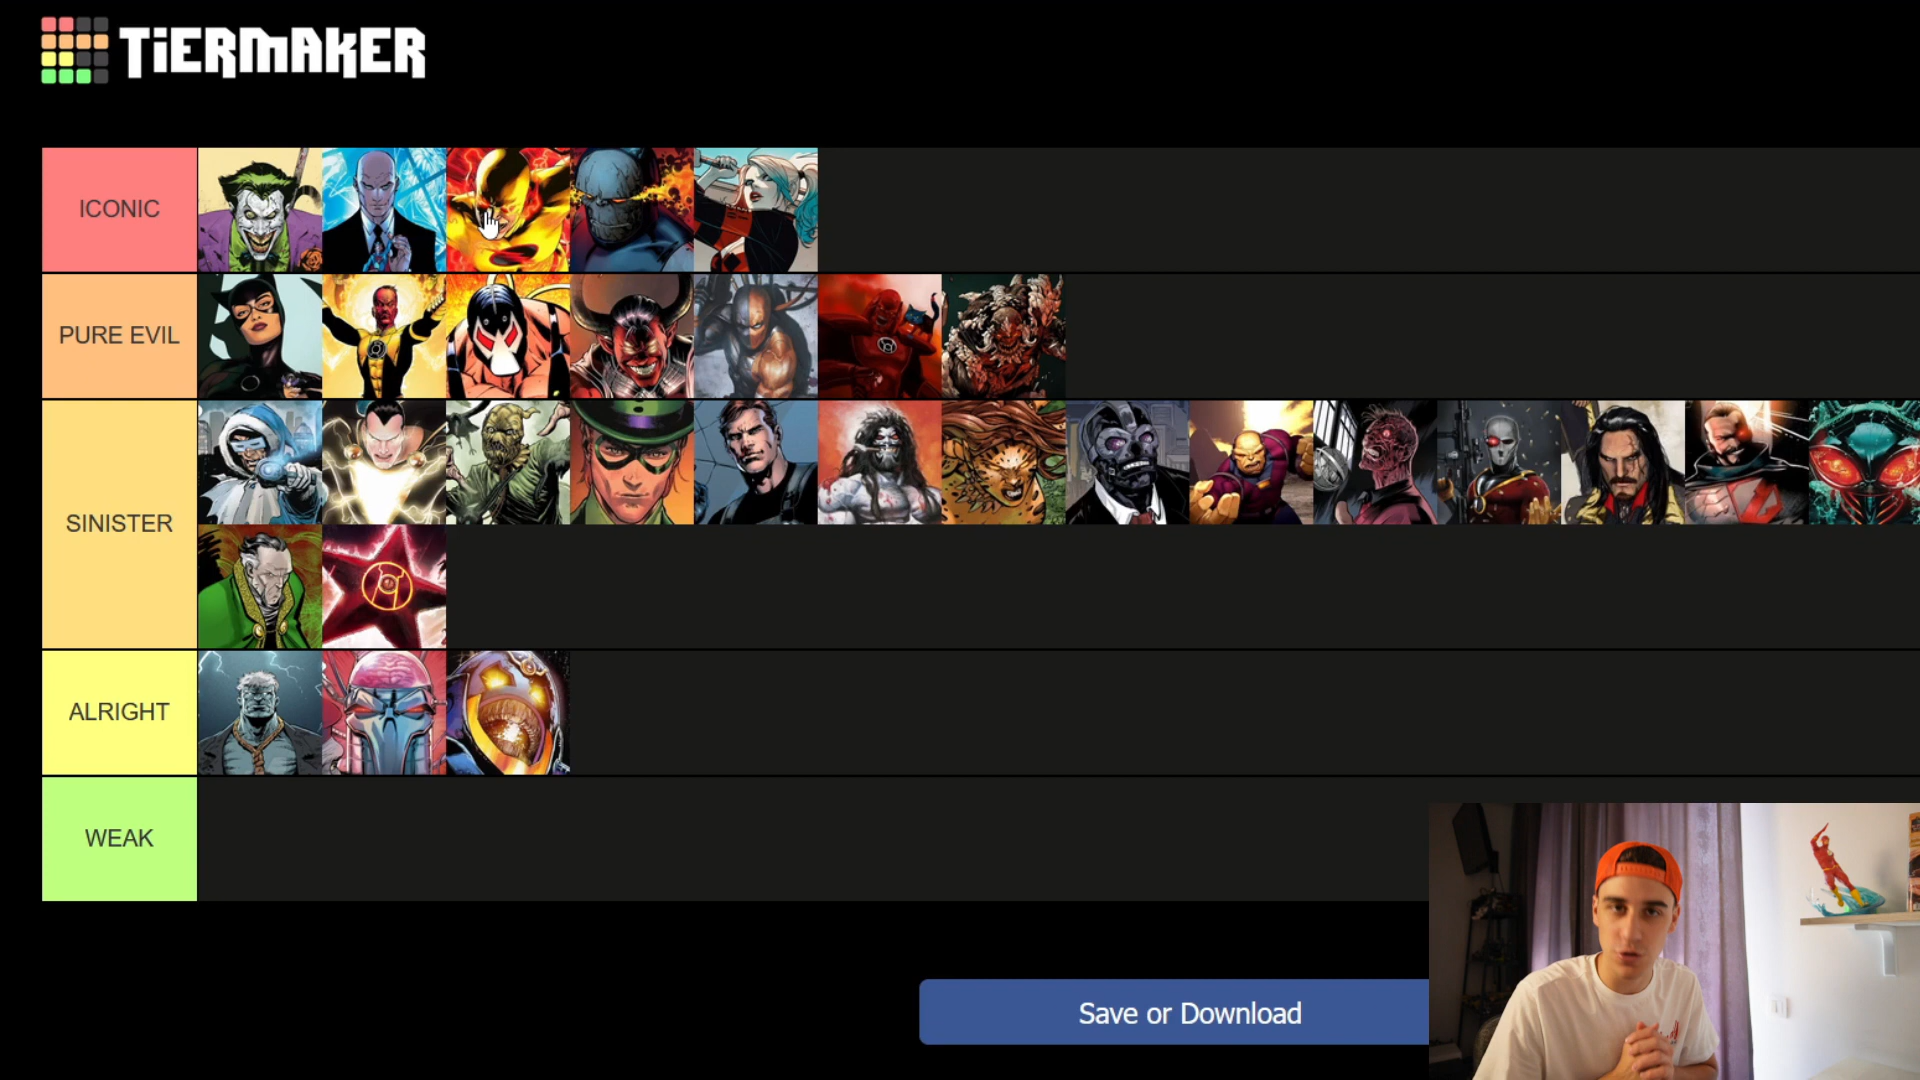 TiERMAKER
ICONIC
PURE EVIL
SINISTER
ALRIGHT
WEAK
Save or Download